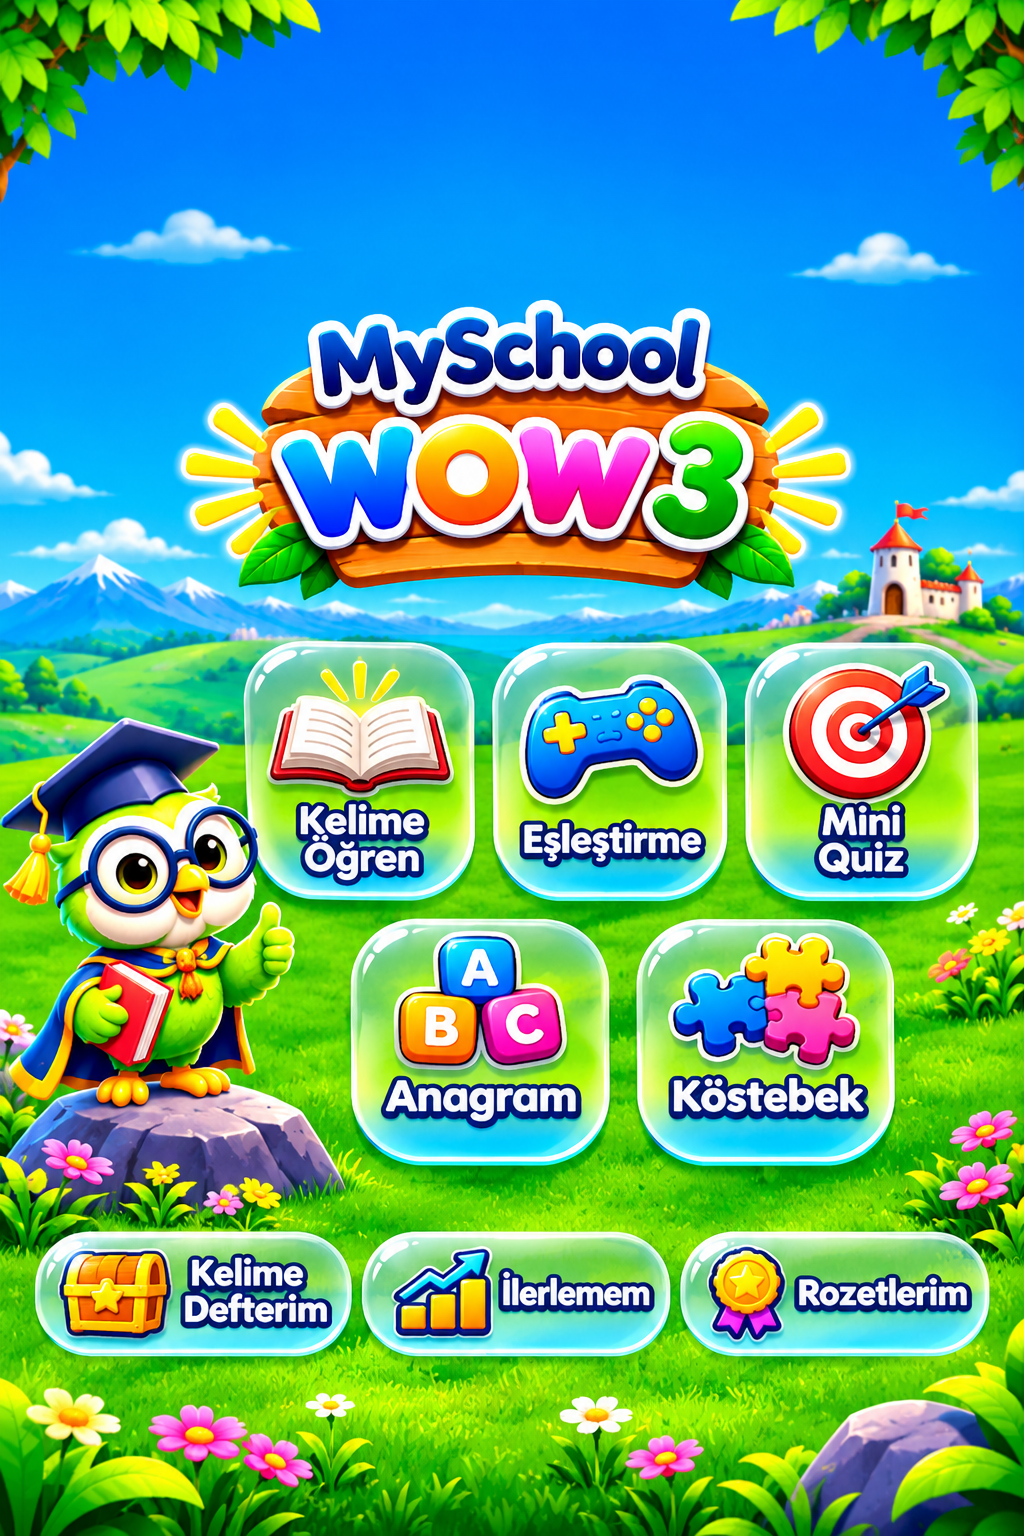 MySchool
WOW3
Kelime
Öğren
Eşleştirme
Mini
Quiz
A
B C
Anagram
Köstebek
Kelime
Defterim
İlerlemem
Rozetlerim